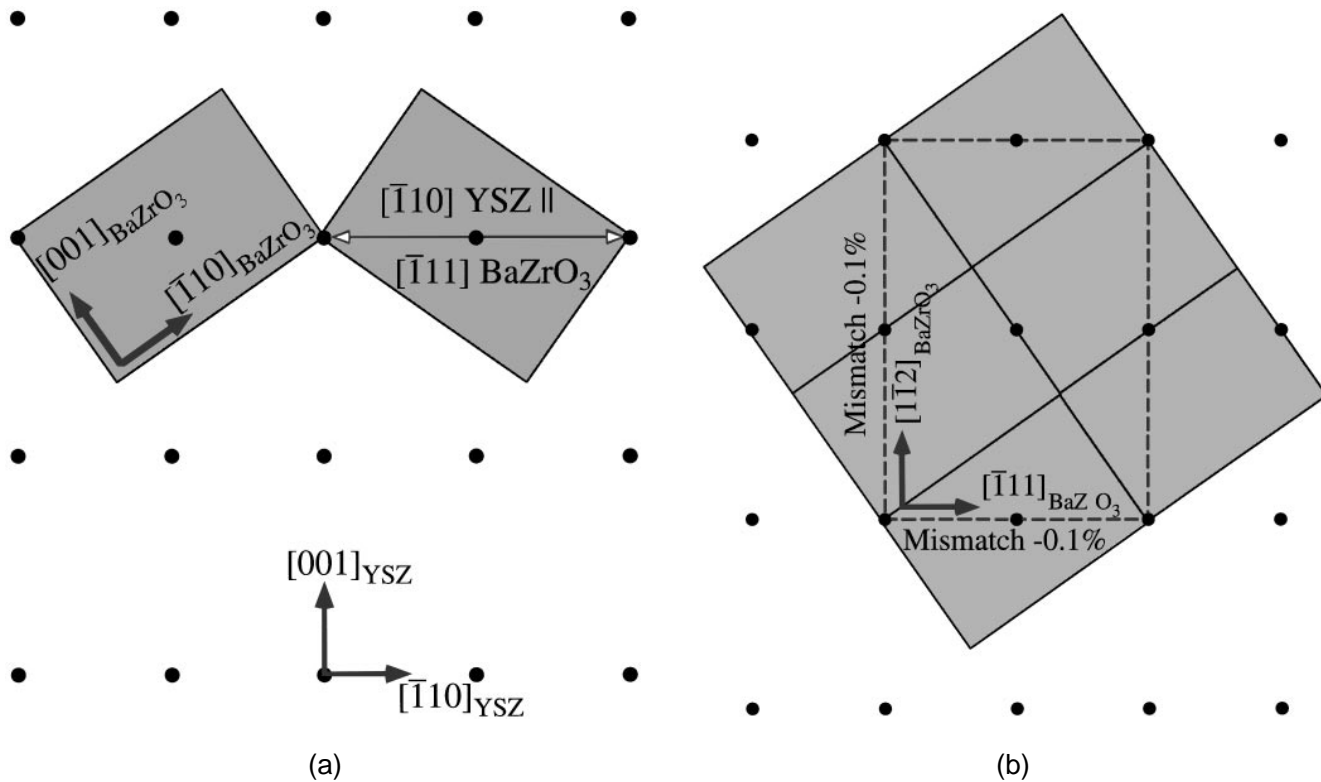 [001]BaZrO₃
[1̄10]BaZrO₃
[1̄10] YSZ ||
[1̄11] BaZrO₃
[001]YSZ
[1̄10]YSZ
(a)
Mismatch -0.1%
[11̄2]BaZrO₃
[1̄11]BaZ O₃
Mismatch -0.1%
(b)